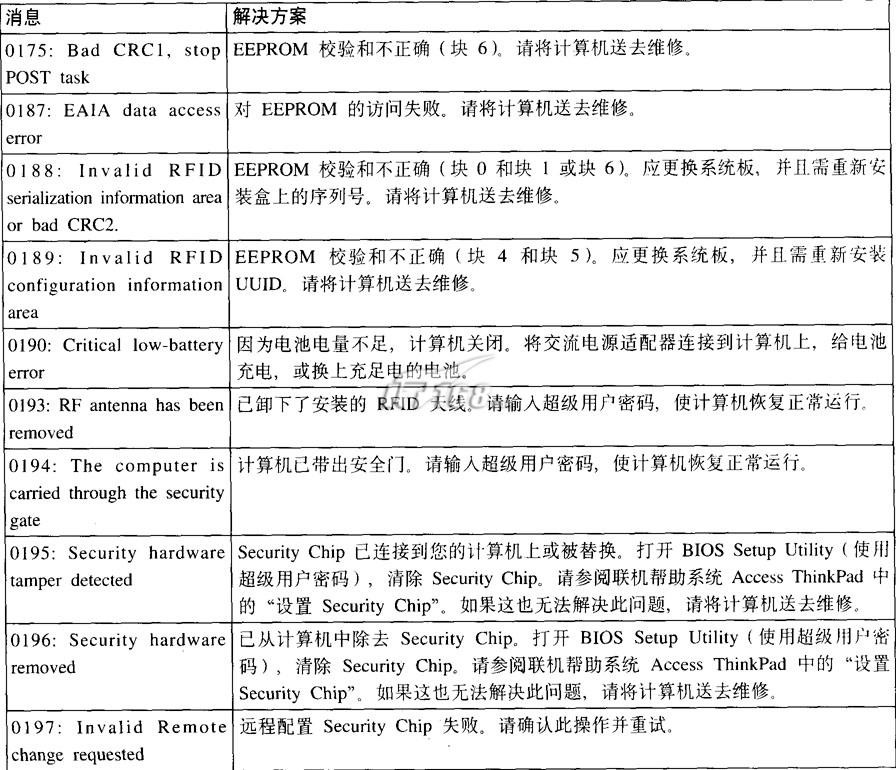 消息
解决方案
0175: Bad CRC1, stop
POST task
EEPROM 校验和不正确（块 6）。请将计算机送去维修。
0187: EAIA data access
error
对 EEPROM 的访问失败。请将计算机送去维修。
0188: Invalid RFID
serialization information area
or bad CRC2.
EEPROM 校验和不正确（块 0 和块 1 或块 6）。应更换系统板，并且需重新安
装盒上的序列号。请将计算机送去维修。
0189: Invalid RFID
configuration information
area
EEPROM 校验和不正确（块 4 和块 5）。应更换系统板，并且需重新安装
UUID。请将计算机送去维修。
0190: Critical low-battery
error
因为电池电量不足，计算机关闭。将交流电源适配器连接到计算机上，给电池
充电，或换上充足电的电池。
0193: RF antenna has been
removed
已卸下了安装的 RFID 天线。请输入超级用户密码，使计算机恢复正常运行。
0194: The computer is
carried through the security
gate
计算机已带出安全门。请输入超级用户密码，使计算机恢复正常运行。
0195: Security hardware
tamper detected
Security Chip 已连接到您的计算机上或被替换。打开 BIOS Setup Utility（使用
超级用户密码），清除 Security Chip。请参阅联机帮助系统 Access ThinkPad 中
的“设置 Security Chip”。如果这也无法解决此问题，请将计算机送去维修。
0196: Security hardware
removed
已从计算机中除去 Security Chip。打开 BIOS Setup Utility（使用超级用户密
码），清除 Security Chip。请参阅联机帮助系统 Access ThinkPad 中的“设置
Security Chip”。如果这也无法解决此问题，请将计算机送去维修。
0197: Invalid Remote
change requested
远程配置 Security Chip 失败。请确认此操作并重试。